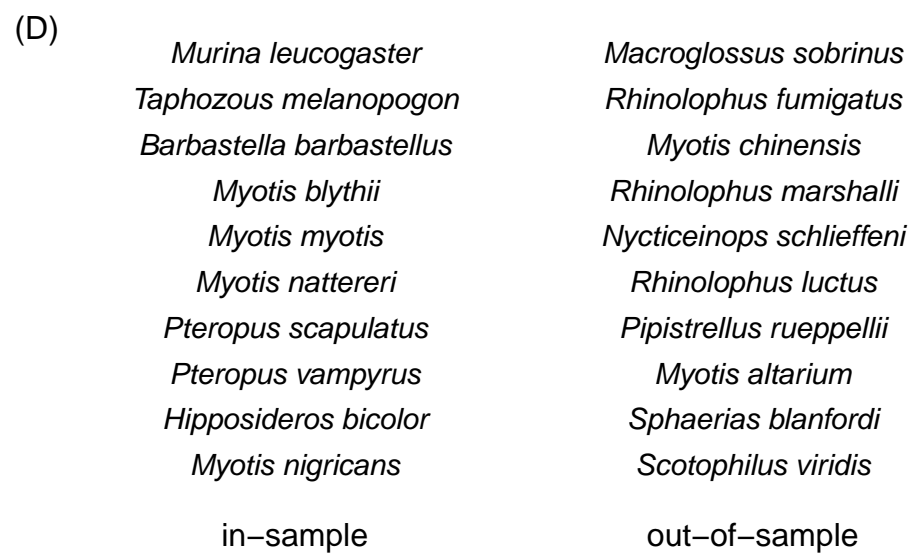 (D)
Murina leucogaster Macroglossus sobrinus
Taphozous melanopogon Rhinolophus fumigatus
Barbastella barbastellus Myotis chinensis
Myotis blythii Rhinolophus marshalli
Myotis myotis Nycticeinops schlieffeni
Myotis nattereri Rhinolophus luctus
Pteropus scapulatus Pipistrellus rueppellii
Pteropus vampyrus Myotis altarium
Hipposideros bicolor Sphaerias blanfordi
Myotis nigricans Scotophilus viridis
in−sample out−of−sample